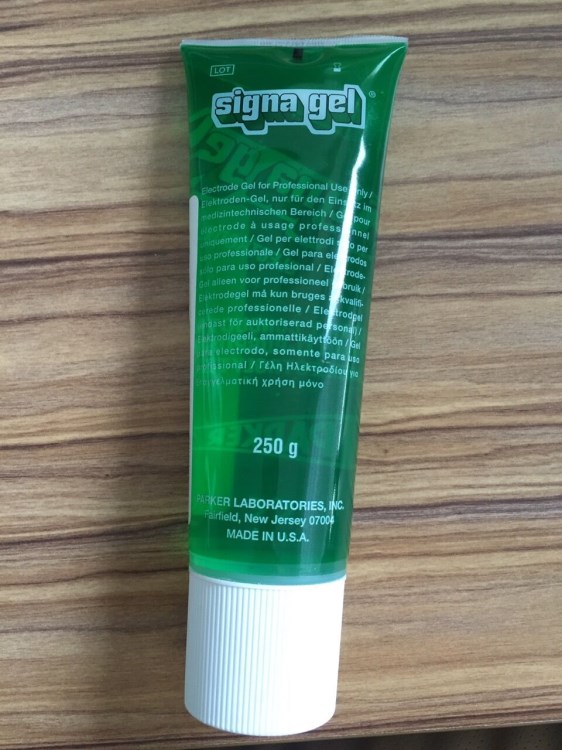 LOT
signa gel®
Electrode Gel for Professional Use Only /
Elektroden-Gel, nur für den Einsatz im
medizintechnischen Bereich / Gel pour
electrode à usage professionnel
uniquement / Gel per elettrodi solo per
uso professionale / Gel para electrodos
sólo para uso profesional / Electrode-
Gel alleen voor professioneel gebruik /
Elektrodegel må kun bruges af kvalifi-
cerede professionelle / Elektrodgel
endast för auktoriserad personal /
Elektrodigeeli, ammattikäyttöön / Gel
para electrodo, somente para uso
profissional / Γέλη Ηλεκτροδίου για
επαγγελματική χρήση μόνο
PARKER
250 g
PARKER LABORATORIES, INC.
Fairfield, New Jersey 07004
MADE IN U.S.A.